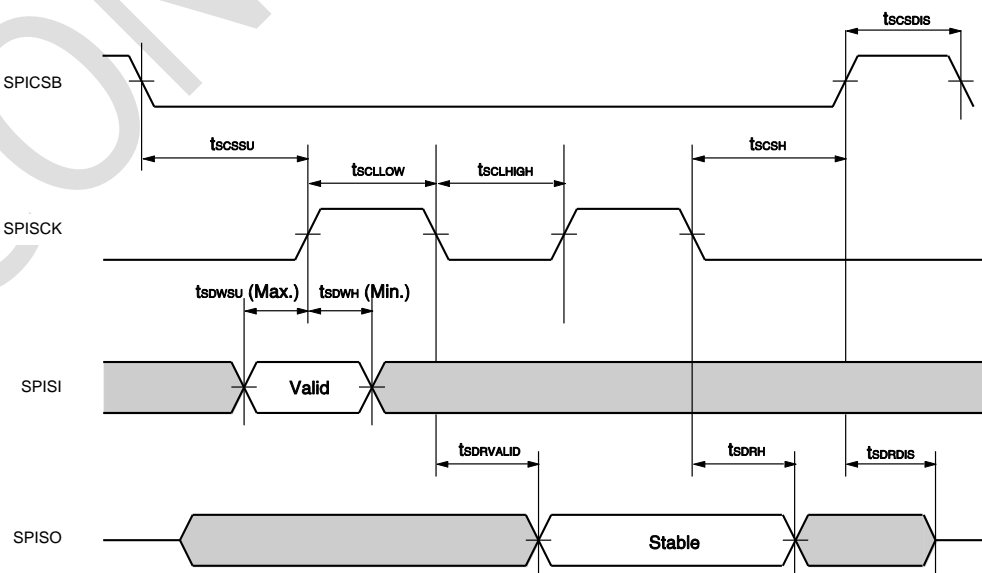 tSCSDIS
SPICSB
tSCSSU
tSCSH
tSCLLOW
tSCLHIGH
SPISCK
tSDWSU (Max.)
tSDWH (Min.)
SPISI
Valid
tSDRVALID
tSDRH
tSDRDIS
SPISO
Stable